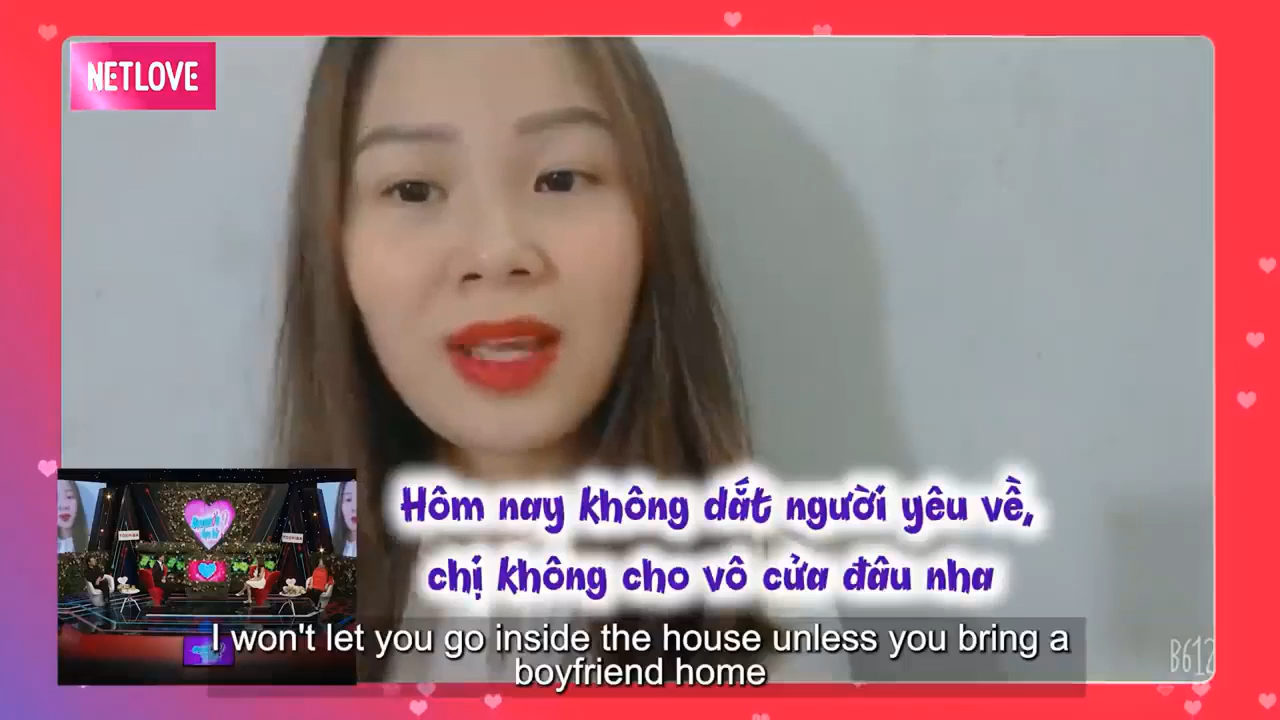 NETLOVE
Hôm nay không dắt người yêu về,
chị không cho vô cửa đâu nha
TOSHIBA
I won't let you go inside the house unless you bring a
boyfriend home
B612